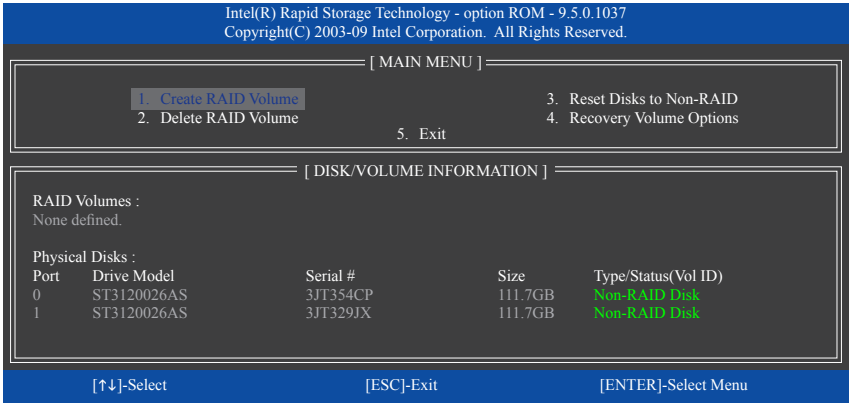 Intel(R) Rapid Storage Technology - option ROM - 9.5.0.1037
Copyright(C) 2003-09 Intel Corporation. All Rights Reserved.
[ MAIN MENU ]
1. Create RAID Volume 3. Reset Disks to Non-RAID
2. Delete RAID Volume 4. Recovery Volume Options
5. Exit
[ DISK/VOLUME INFORMATION ]
RAID Volumes :
None defined.
Physical Disks :
Port Drive Model Serial # Size Type/Status(Vol ID)
0 ST3120026AS 3JT354CP 111.7GB Non-RAID Disk
1 ST3120026AS 3JT329JX 111.7GB Non-RAID Disk
[↑↓]-Select [ESC]-Exit [ENTER]-Select Menu